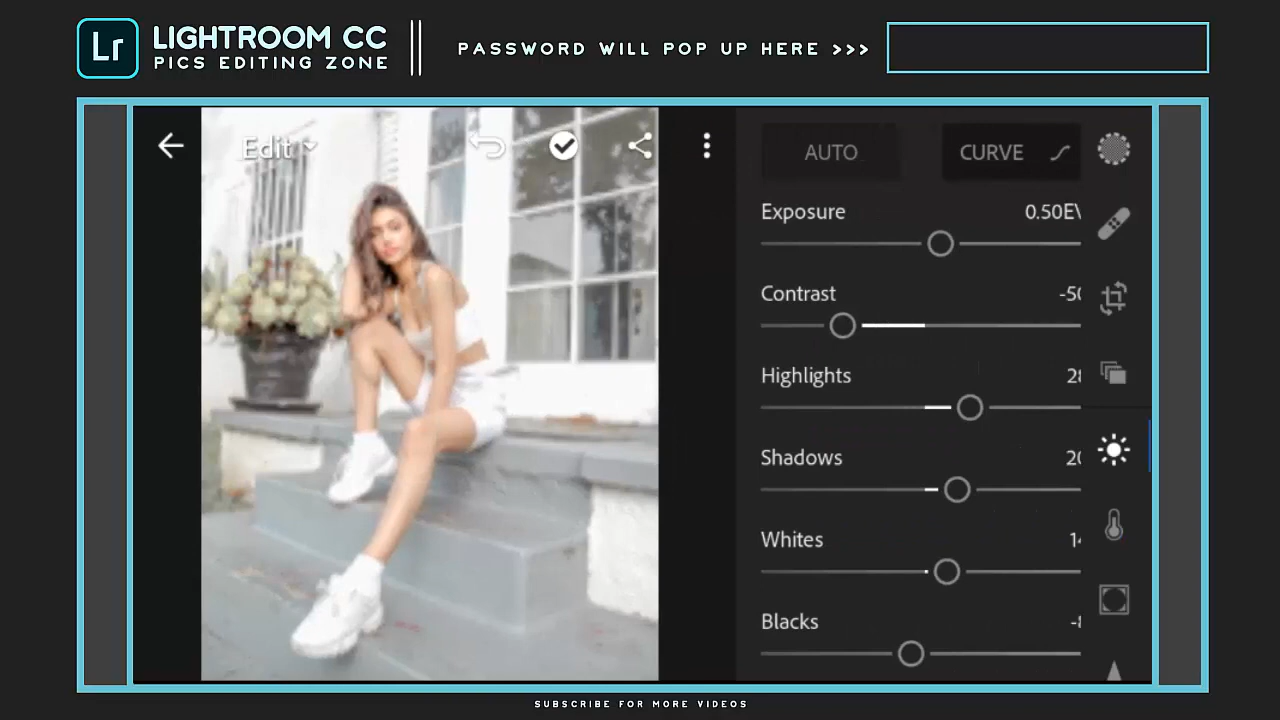 Lr
LIGHTROOM CC
PICS EDITING ZONE
PASSWORD WILL POP UP HERE >>>
Edit
AUTO
CURVE
Exposure 0.50EV
Contrast -50
Highlights
Shadows
Whites
Blacks
SUBSCRIBE FOR MORE VIDEOS